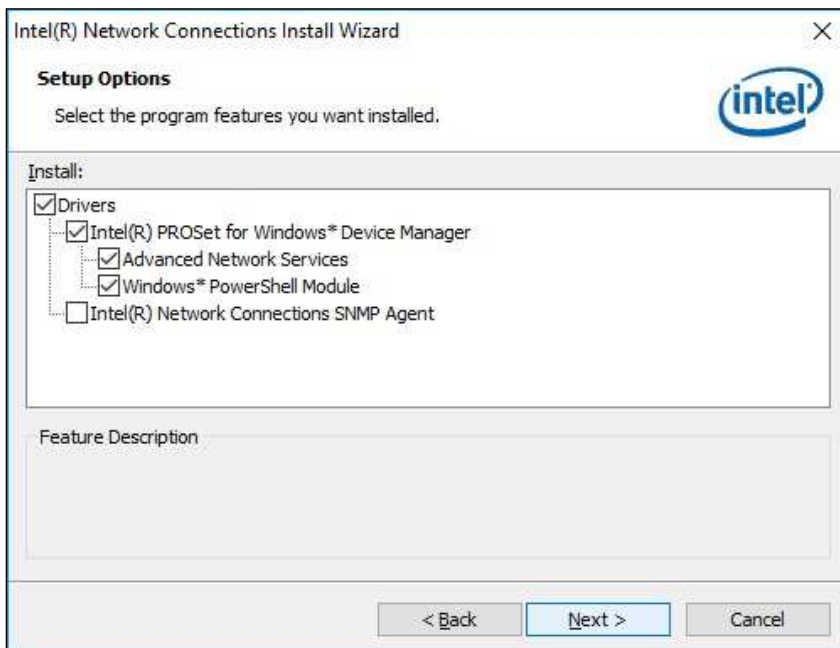 Intel(R) Network Connections Install Wizard
Setup Options
Select the program features you want installed.
intel
Install:
Drivers
Intel(R) PROSet for Windows* Device Manager
Advanced Network Services
Windows* PowerShell Module
Intel(R) Network Connections SNMP Agent
Feature Description
< Back
Next >
Cancel